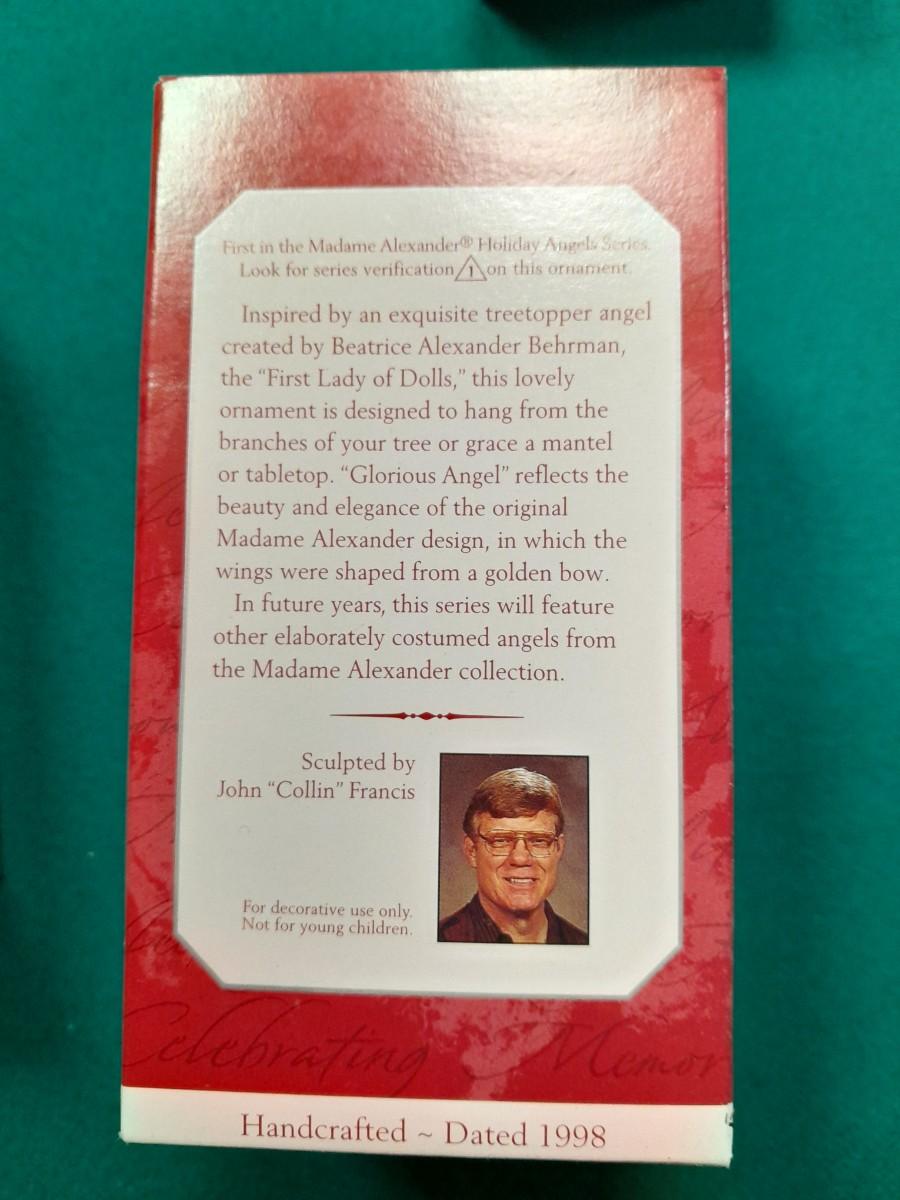 First in the Madame Alexander® Holiday Angels Series.
Look for series verification 1 on this ornament.
Inspired by an exquisite treetopper angel
created by Beatrice Alexander Behrman,
the “First Lady of Dolls,” this lovely
ornament is designed to hang from the
branches of your tree or grace a mantel
or tabletop. “Glorious Angel” reflects the
beauty and elegance of the original
Madame Alexander design, in which the
wings were shaped from a golden bow.
In future years, this series will feature
other elaborately costumed angels from
the Madame Alexander collection.
Sculpted by
John “Collin” Francis
For decorative use only.
Not for young children.
Celebrating Memor
Handcrafted ~ Dated 1998